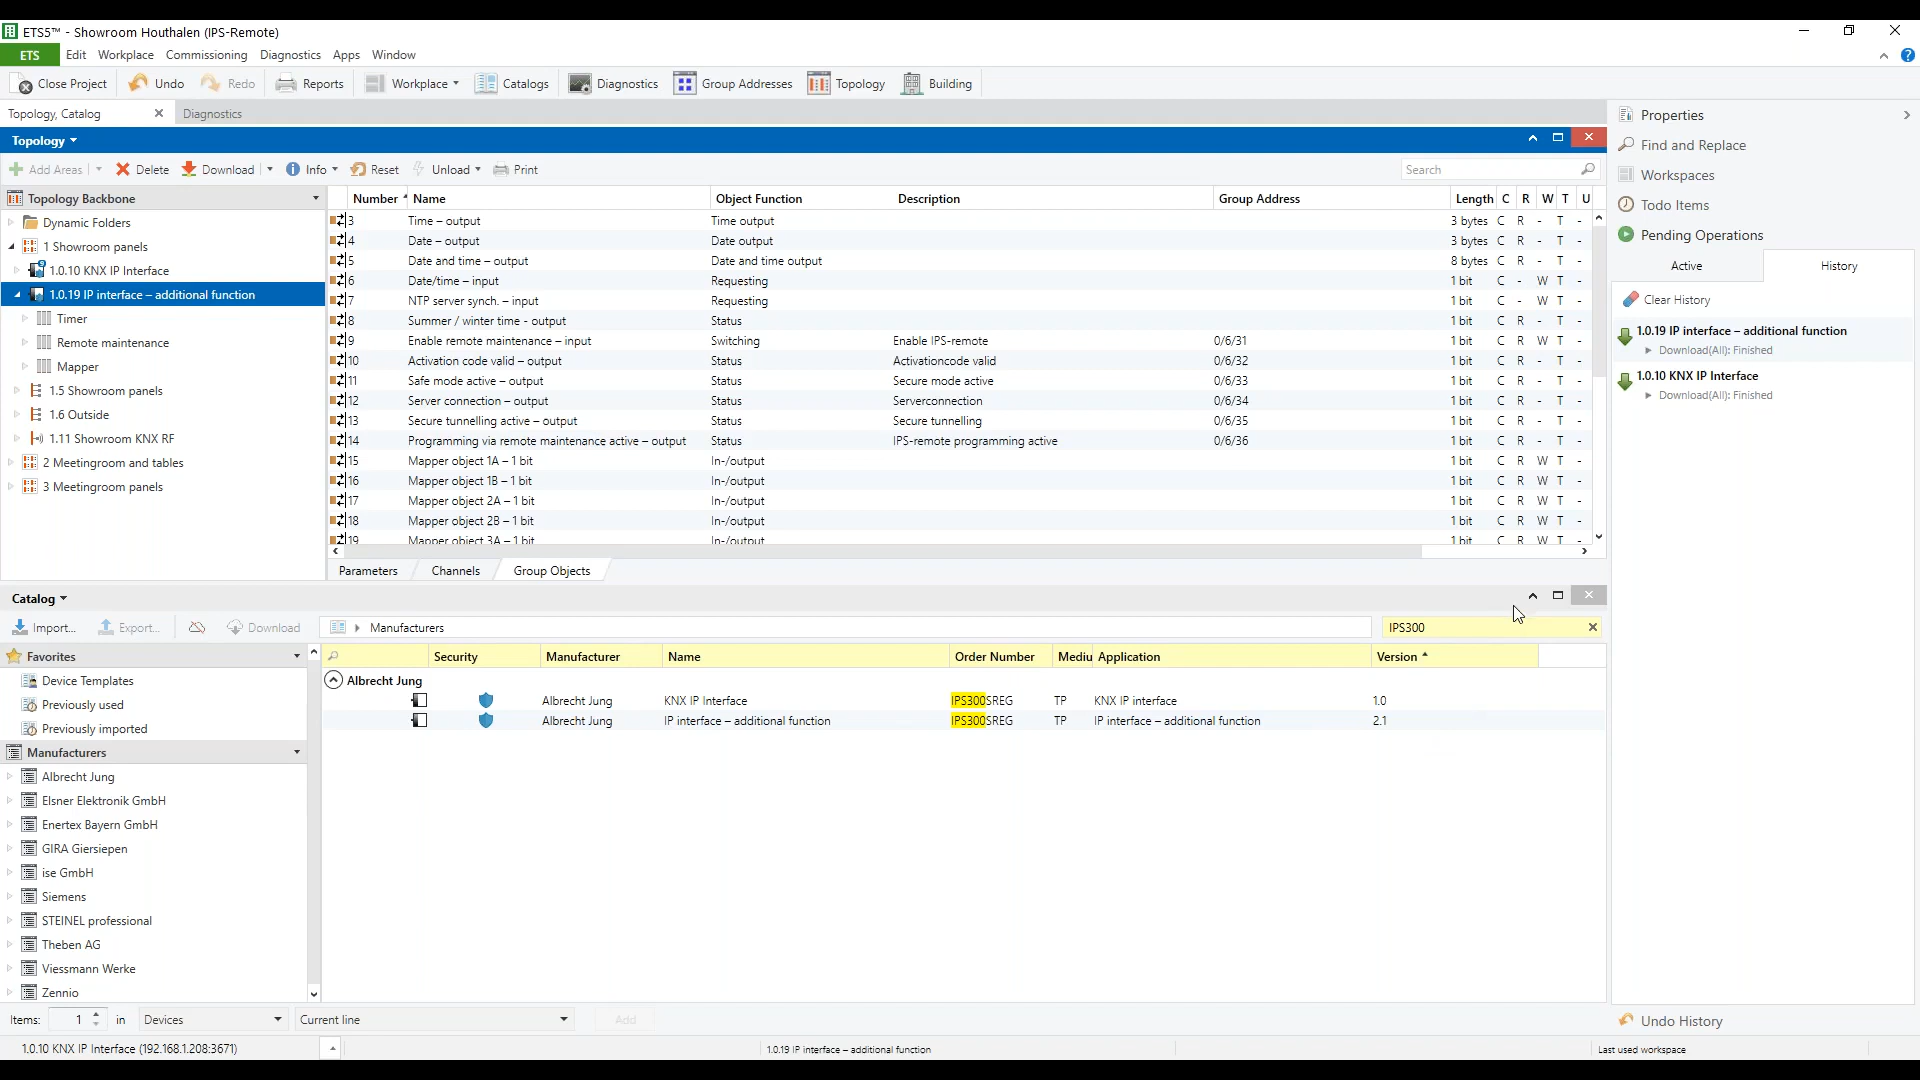 ETS5™ - Showroom Houthalen (IPS-Remote)
ETS Edit Workplace Commissioning Diagnostics Apps Window
Close Project Undo Redo Reports Workplace Catalogs Diagnostics Group Addresses Topology Building
Topology, Catalog Diagnostics
Topology
Add Areas Delete Download Info Reset Unload Print Search
Topology Backbone
Dynamic Folders
1 Showroom panels
1.0.10 KNX IP Interface
1.0.19 IP interface – additional function
Timer
Remote maintenance
Mapper
1.5 Showroom panels
1.6 Outside
1.11 Showroom KNX RF
2 Meetingroom and tables
3 Meetingroom panels
Number Name Object Function Description Group Address Length C R W T U
3 Time – output Time output 3 bytes C R - T -
4 Date – output Date output 3 bytes C R - T -
5 Date and time – output Date and time output 8 bytes C R - T -
6 Date/time – input Requesting 1 bit C - W T -
7 NTP server synch. – input Requesting 1 bit C - W T -
8 Summer / winter time - output Status 1 bit C R - T -
9 Enable remote maintenance – input Switching Enable IPS-remote 0/6/31 1 bit C R W T -
10 Activation code valid – output Status Activationcode valid 0/6/32 1 bit C R - T -
11 Safe mode active – output Status Secure mode active 0/6/33 1 bit C R - T -
12 Server connection – output Status Serverconnection 0/6/34 1 bit C R - T -
13 Secure tunnelling active – output Status Secure tunnelling 0/6/35 1 bit C R - T -
14 Programming via remote maintenance active – output Status IPS-remote programming active 0/6/36 1 bit C R - T -
15 Mapper object 1A – 1 bit In-/output 1 bit C R W T -
16 Mapper object 1B – 1 bit In-/output 1 bit C R W T -
17 Mapper object 2A – 1 bit In-/output 1 bit C R W T -
18 Mapper object 2B – 1 bit In-/output 1 bit C R W T -
19 Mapper object 3A – 1 bit In-/output 1 bit C R W T -
Parameters Channels Group Objects
Catalog
Import... Export... Download Manufacturers IPS300
Favorites
Device Templates
Previously used
Previously imported
Manufacturers
Albrecht Jung
Elsner Elektronik GmbH
Enertex Bayern GmbH
GIRA Giersiepen
ise GmbH
Siemens
STEINEL professional
Theben AG
Viessmann Werke
Zennio
Security Manufacturer Name Order Number Mediu Application Version
Albrecht Jung
Albrecht Jung KNX IP Interface IPS300SREG TP KNX IP interface 1.0
Albrecht Jung IP interface – additional function IPS300SREG TP IP interface – additional function 2.1
Items: 1 in Devices Current line Add
1.0.10 KNX IP Interface (192.168.1.208:3671) 1.0.19 IP interface – additional function Last used workspace
Properties
Find and Replace
Workspaces
Todo Items
Pending Operations
Active History
Clear History
1.0.19 IP interface – additional function
Download(All): Finished
1.0.10 KNX IP Interface
Download(All): Finished
Undo History